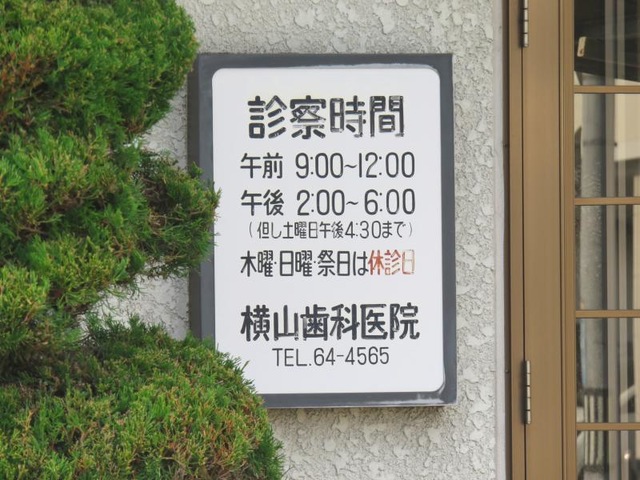 診察時間
午前 9:00~12:00
午後 2:00~6:00
(但し土曜日午後4:30まで)
木曜・日曜・祭日は休診日
横山歯科医院
TEL.64-4565